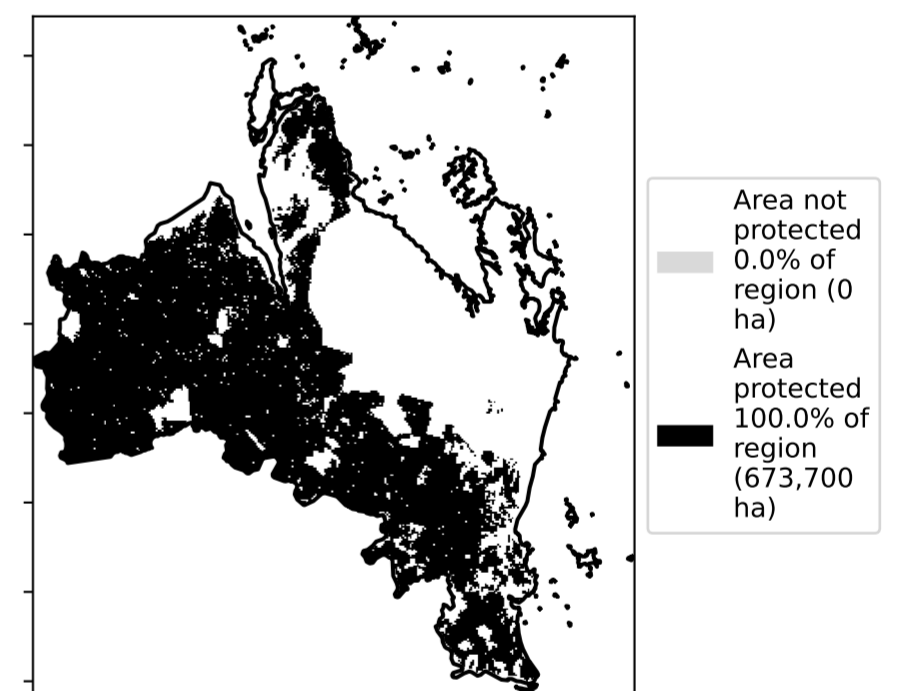 Area not
protected
0.0% of
region (0
ha)
Area
protected
100.0% of
region
(673,700
ha)